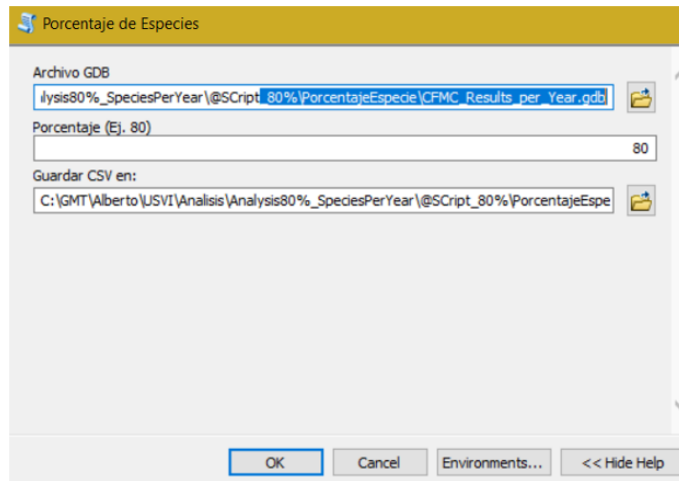 Porcentaje de Especies
Archivo GDB
ılysis80%_SpeciesPerYear\@SCript_80%\PorcentajeEspecie\CFMC_Results_per_Year.gdb
Porcentaje (Ej. 80)
80
Guardar CSV en:
C:\GMT\Alberto\USVI\Analisis\Analysis80%_SpeciesPerYear\@SCript_80%\PorcentajeEspe
OK Cancel Environments... << Hide Help